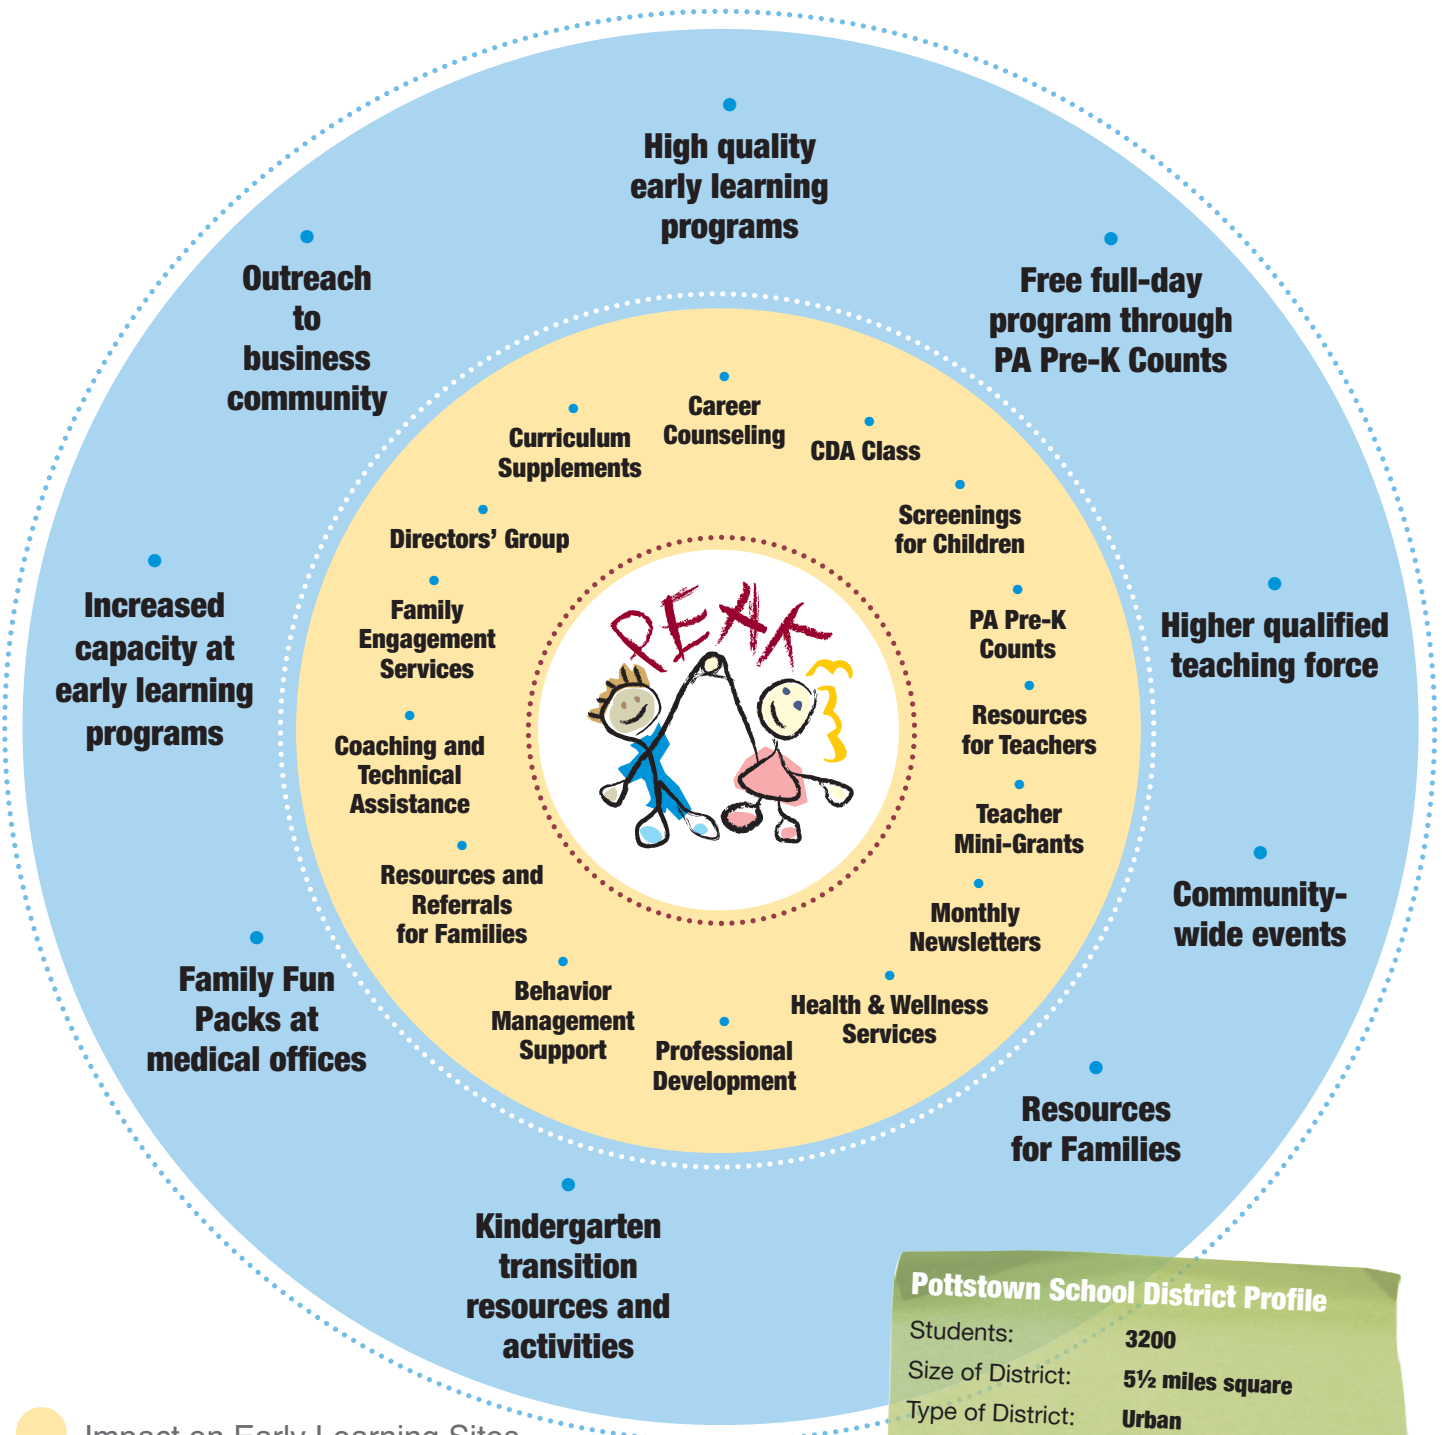 High quality
early learning
programs
Free full-day
program through
PA Pre-K Counts
Higher qualified
teaching force
Community-
wide events
Resources
for Families
Kindergarten
transition
resources and
activities
Family Fun
Packs at
medical offices
Increased
capacity at
early learning
programs
Outreach
to
business
community
Career
Counseling
CDA Class
Screenings
for Children
PA Pre-K
Counts
Resources
for Teachers
Teacher
Mini-Grants
Monthly
Newsletters
Health & Wellness
Services
Professional
Development
Behavior
Management
Support
Resources and
Referrals
for Families
Coaching and
Technical
Assistance
Family
Engagement
Services
Directors’ Group
Curriculum
Supplements
PEAK
Pottstown School District Profile
Students: 3200
Size of District: 5½ miles square
Type of District: Urban
Impact on Early Learning Sites